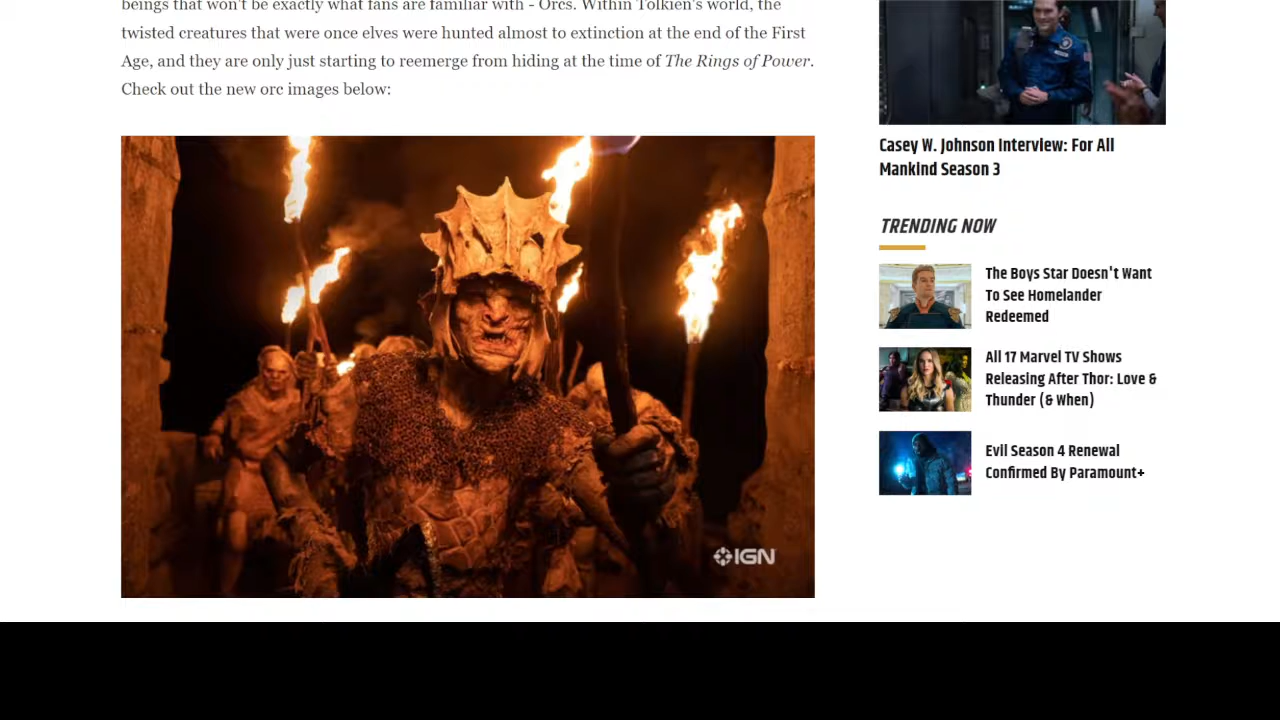 beings that won't be exactly what fans are familiar with - Orcs. Within Tolkien's world, the
twisted creatures that were once elves were hunted almost to extinction at the end of the First
Age, and they are only just starting to reemerge from hiding at the time of The Rings of Power.
Check out the new orc images below:
IGN
Casey W. Johnson Interview: For All
Mankind Season 3
TRENDING NOW
The Boys Star Doesn't Want
To See Homelander
Redeemed
All 17 Marvel TV Shows
Releasing After Thor: Love &
Thunder (& When)
Evil Season 4 Renewal
Confirmed By Paramount+